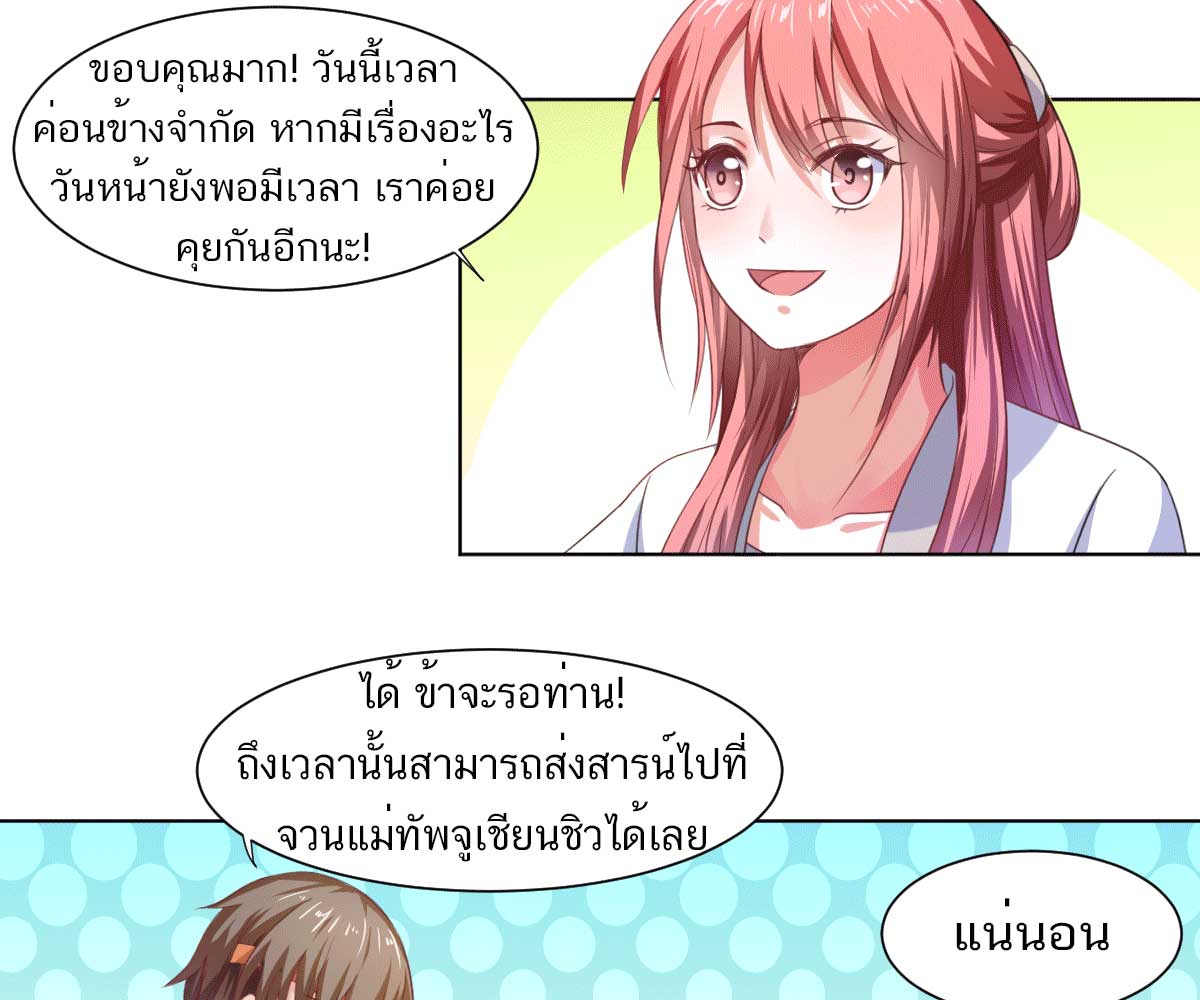 ขอบคุณมาก! วันนี้เวลา
ค่อนข้างจำกัด หากมีเรื่องอะไร
วันหน้ายังพอมีเวลา เราค่อย
คุยกันอีกนะ!
ได้ ข้าจะรอท่าน!
ถึงเวลานั้นสามารถส่งสารน์ไปที่
จวนแม่ทัพจูเชียนชิวได้เลย
แน่นอน